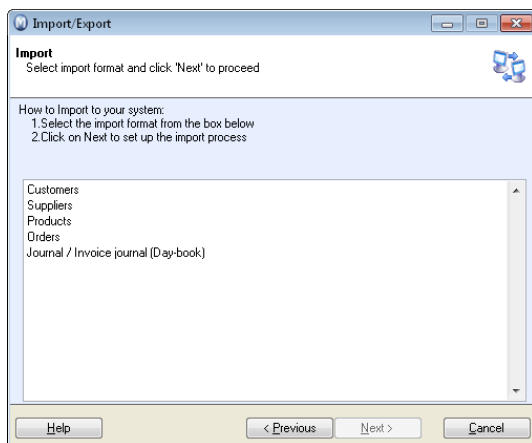 Import/Export
Import
Select import format and click 'Next' to proceed
How to Import to your system:
1.Select the import format from the box below
2.Click on Next to set up the import process
Customers
Suppliers
Products
Orders
Journal / Invoice journal (Day-book)
Help
< Previous
Next >
Cancel